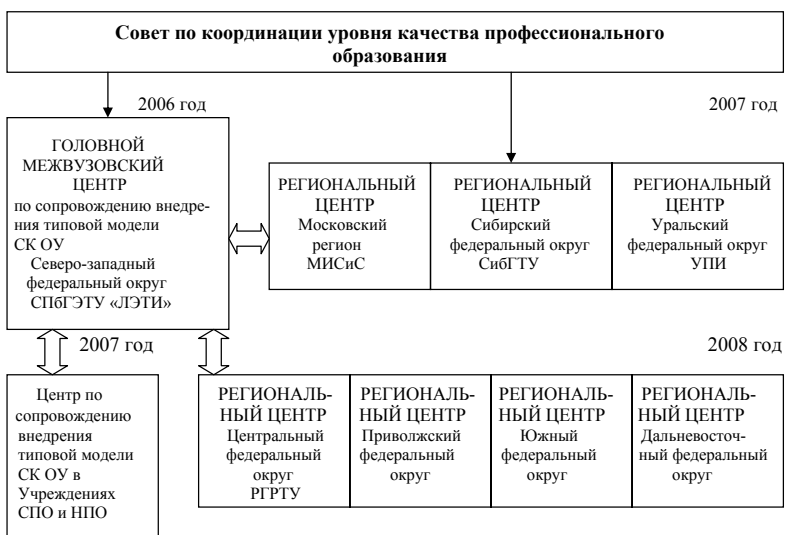 Совет по координации уровня качества профессионального
образования
2006 год
2007 год
ГОЛОВНОЙ
МЕЖВУЗОВСКИЙ
ЦЕНТР
по сопровождению внедре-
ния типовой модели
СК ОУ
Северо-западный
федеральный округ
СПбГЭТУ «ЛЭТИ»
РЕГИОНАЛЬНЫЙ
ЦЕНТР
Московский
регион
МИСиС
РЕГИОНАЛЬНЫЙ
ЦЕНТР
Сибирский
федеральный округ
СибГТУ
РЕГИОНАЛЬНЫЙ
ЦЕНТР
Уральский
федеральный округ
УПИ
2007 год
2008 год
Центр по
сопровождению
внедрения
типовой модели
СК ОУ в
Учреждениях
СПО и НПО
РЕГИОНАЛЬ-
НЫЙ ЦЕНТР
Центральный
федеральный
округ
РГРТУ
РЕГИОНАЛЬ-
НЫЙ ЦЕНТР
Приволжский
федеральный
округ
РЕГИОНАЛЬ-
НЫЙ ЦЕНТР
Южный
федеральный
округ
РЕГИОНАЛЬ-
НЫЙ ЦЕНТР
Дальневосточ-
ный федеральный
округ